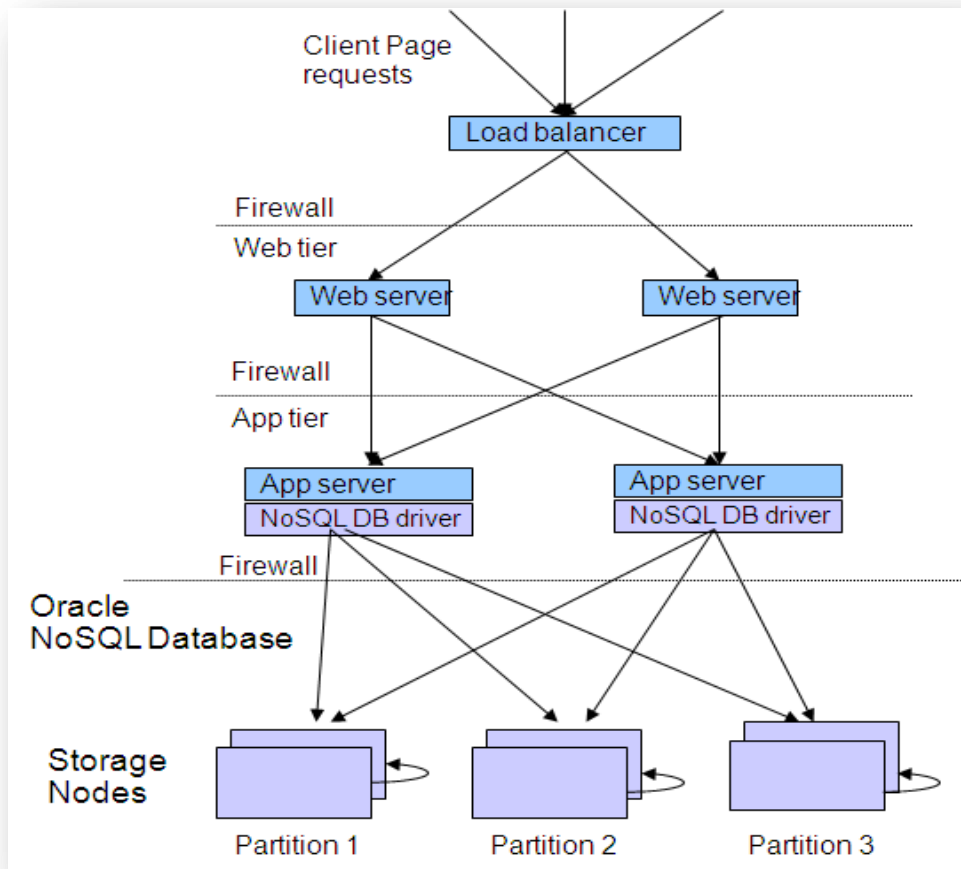 Client Page
requests
Load balancer
Firewall
Web tier
Web server
Web server
Firewall
App tier
App server
App server
NoSQL DB driver
NoSQL DB driver
Firewall
Oracle
NoSQL Database
Storage
Nodes
Partition 1
Partition 2
Partition 3